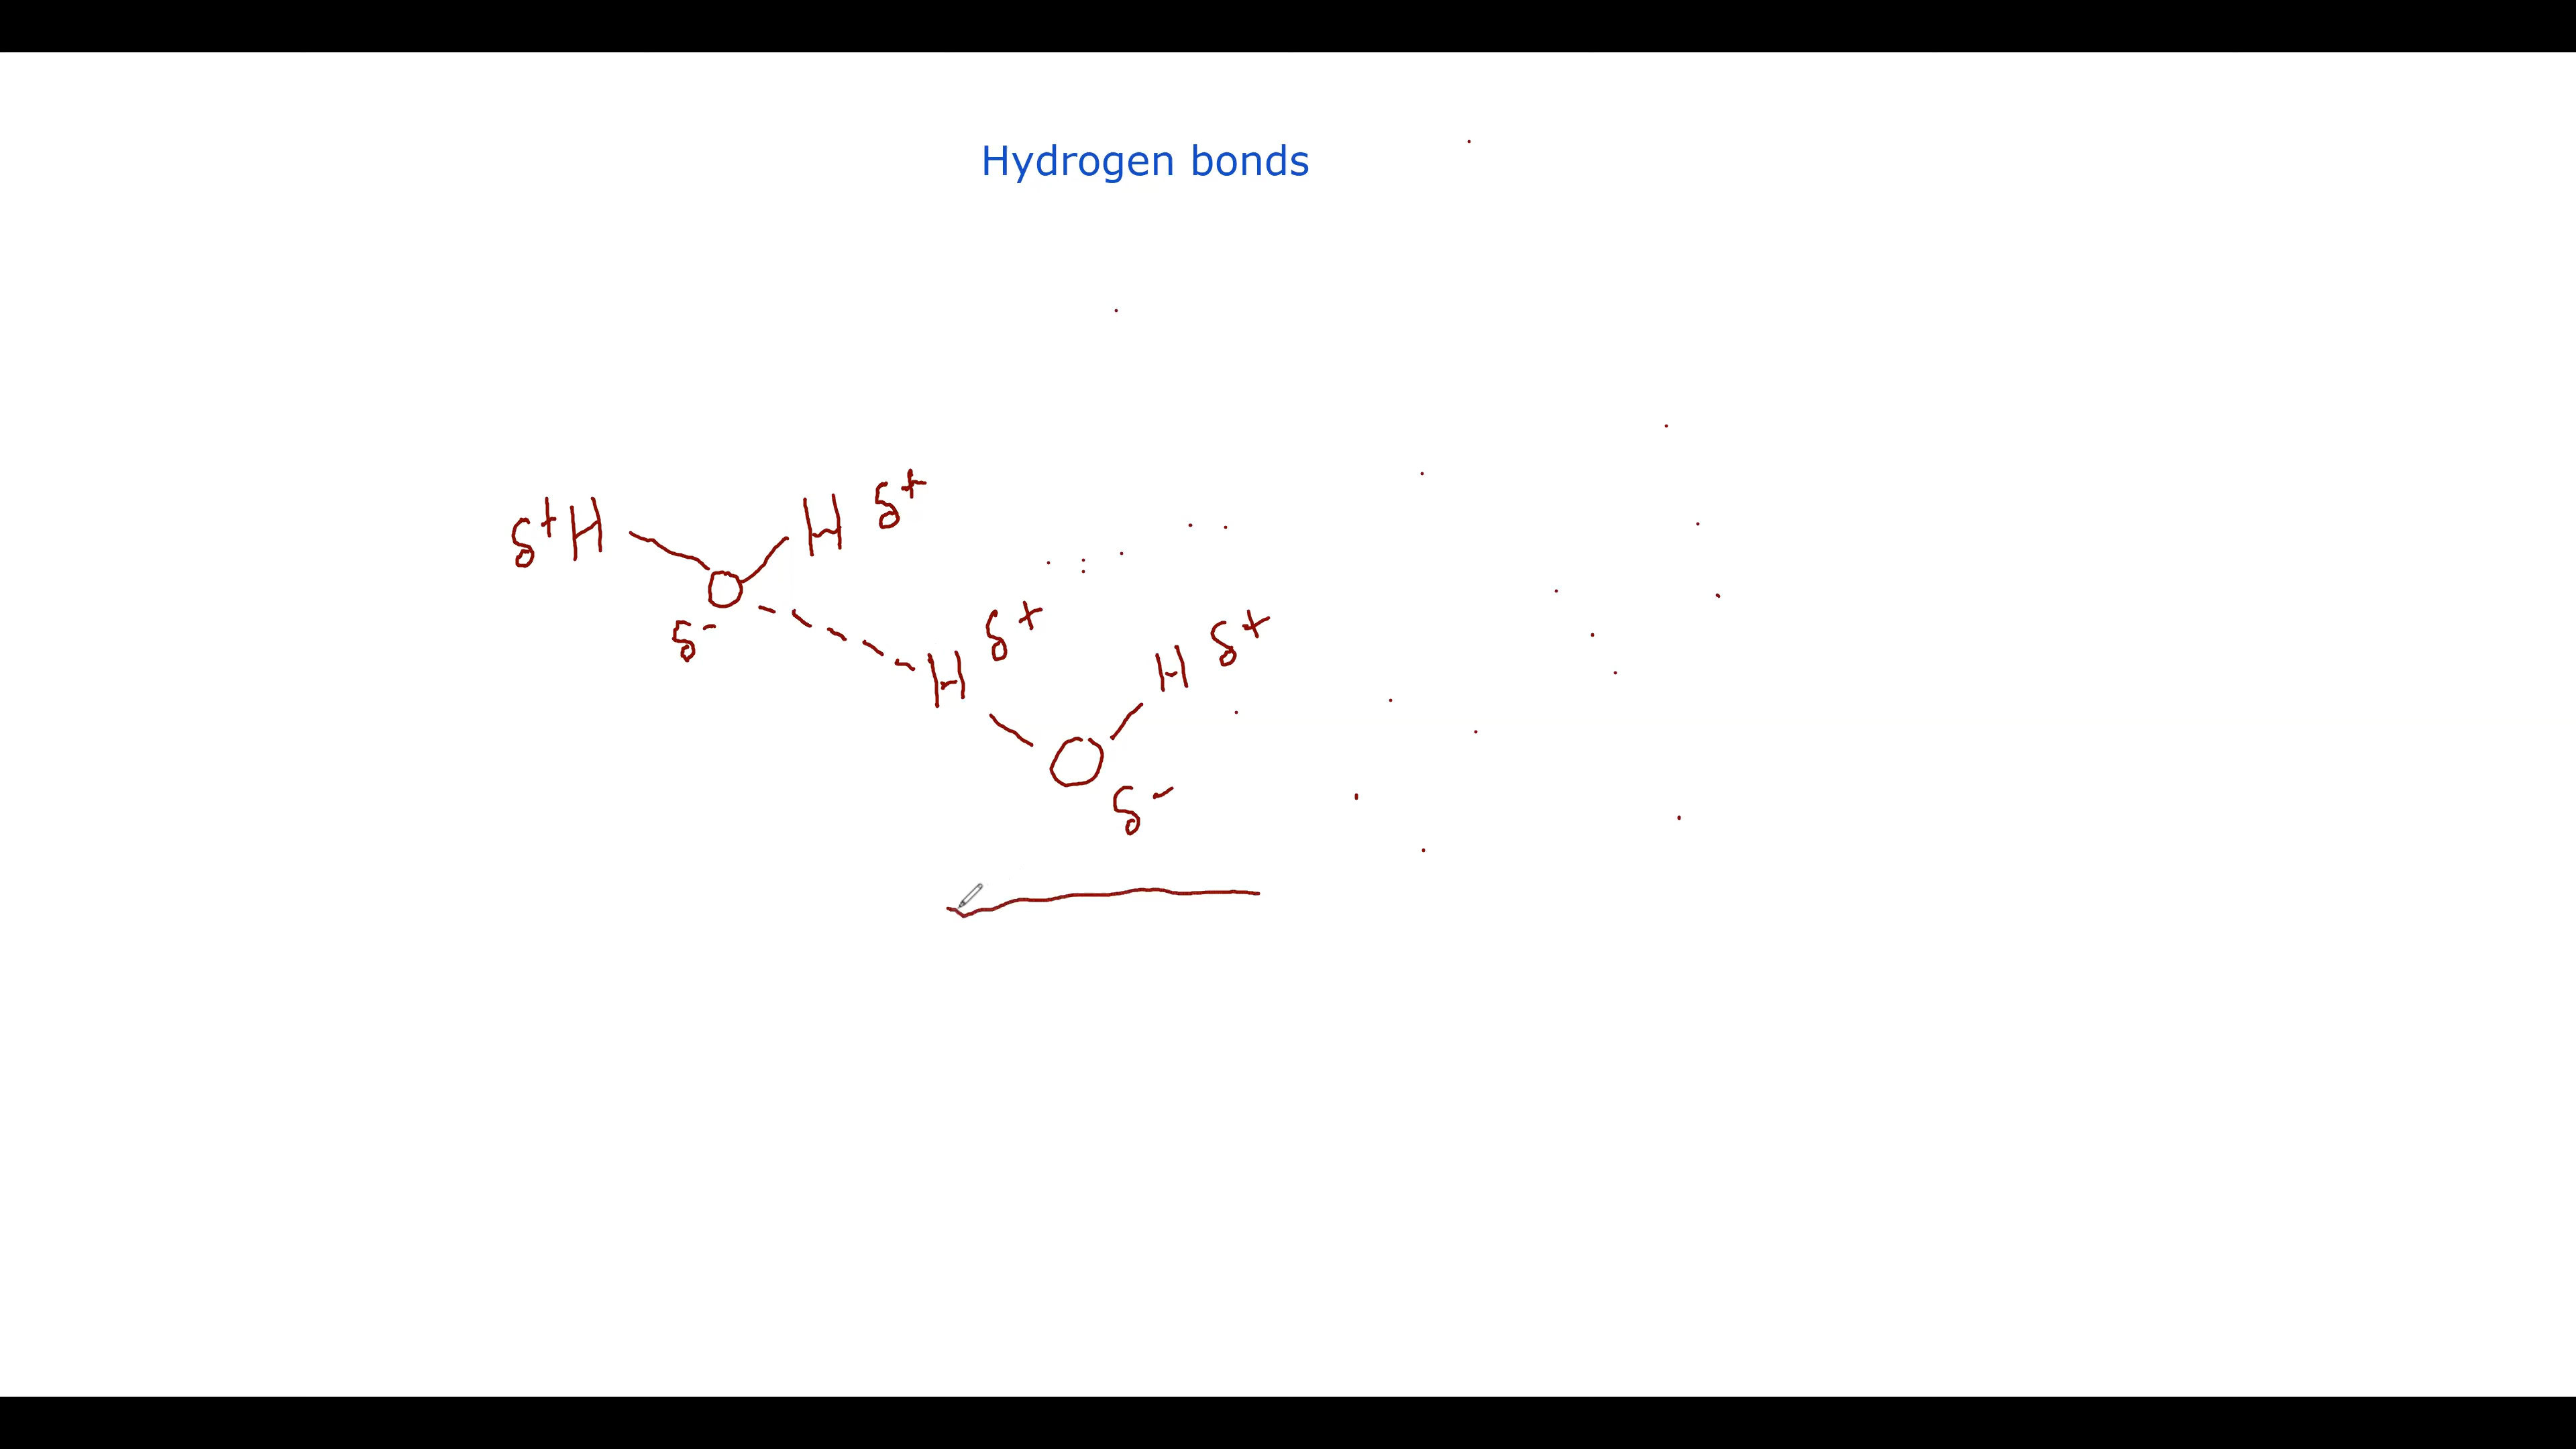 Hydrogen bonds
δ+ H H δ+
O
δ-
H δ+ H δ+
O
δ-